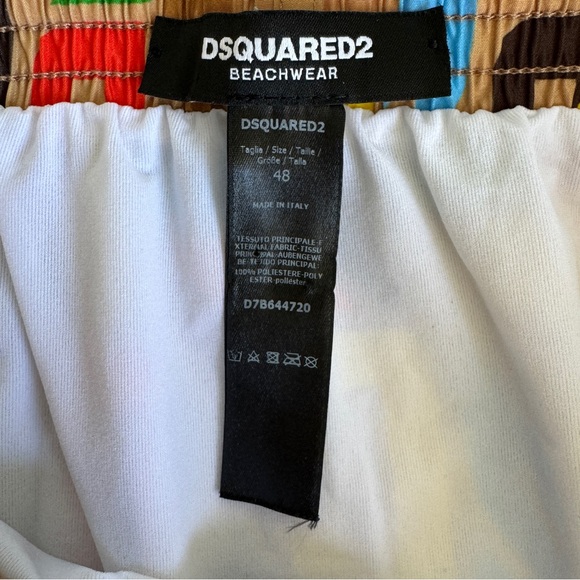 DSQUARED2
BEACHWEAR
DSQUARED2
Taglia / Size / Taille /
Größe / Talla
48
MADE IN ITALY
TESSUTO PRINCIPALE-E
XTERNAL FABRIC-TISSU
PRINCIPAL-AUßENGEWE
BE TEJIDO PRINCIPAL:
100% POLIESTERE-POLY
ESTER poliéster
D7B644720